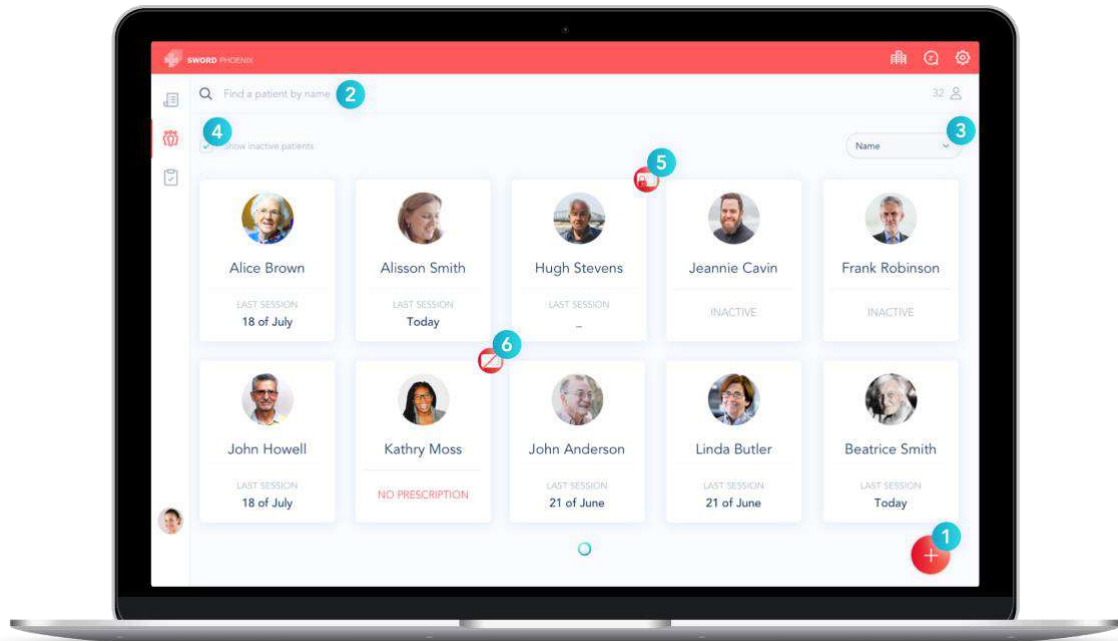 SWORD PHOENIX
Find a patient by name 2
32
4 Show inactive patients
Name 3
5
Alice Brown
LAST SESSION
18 of July
Alisson Smith
LAST SESSION
Today
Hugh Stevens
LAST SESSION
_
Jeannie Cavin
INACTIVE
Frank Robinson
INACTIVE
6
John Howell
LAST SESSION
18 of July
Kathry Moss
NO PRESCRIPTION
John Anderson
LAST SESSION
21 of June
Linda Butler
LAST SESSION
21 of June
Beatrice Smith
LAST SESSION
Today
1
+